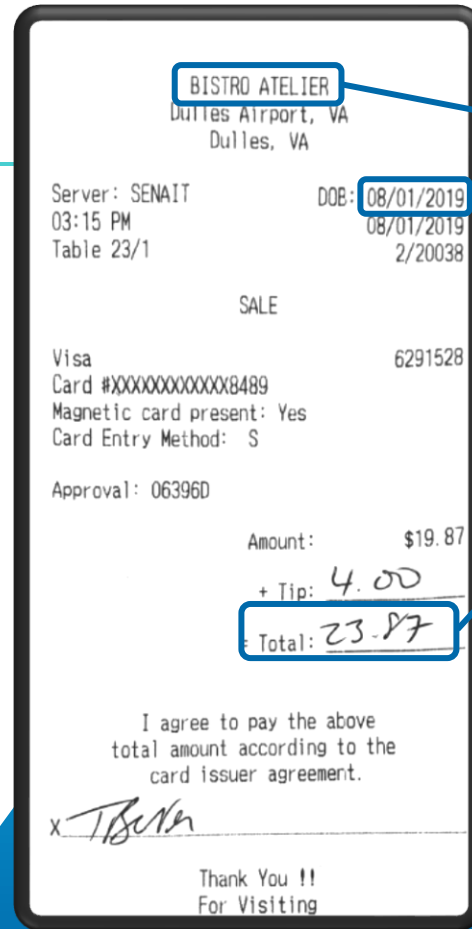 BISTRO ATELIER
Dulles Airport, VA
Dulles, VA
Server: SENAIT DOB: 08/01/2019
03:15 PM 08/01/2019
Table 23/1 2/20038
SALE
Visa 6291528
Card #XXXXXXXXXXXX8489
Magnetic card present: Yes
Card Entry Method: S
Approval: 06396D
Amount: $19.87
+ Tip: 4.00
= Total: 23.87
I agree to pay the above
total amount according to the
card issuer agreement.
x
Thank You !!
For Visiting